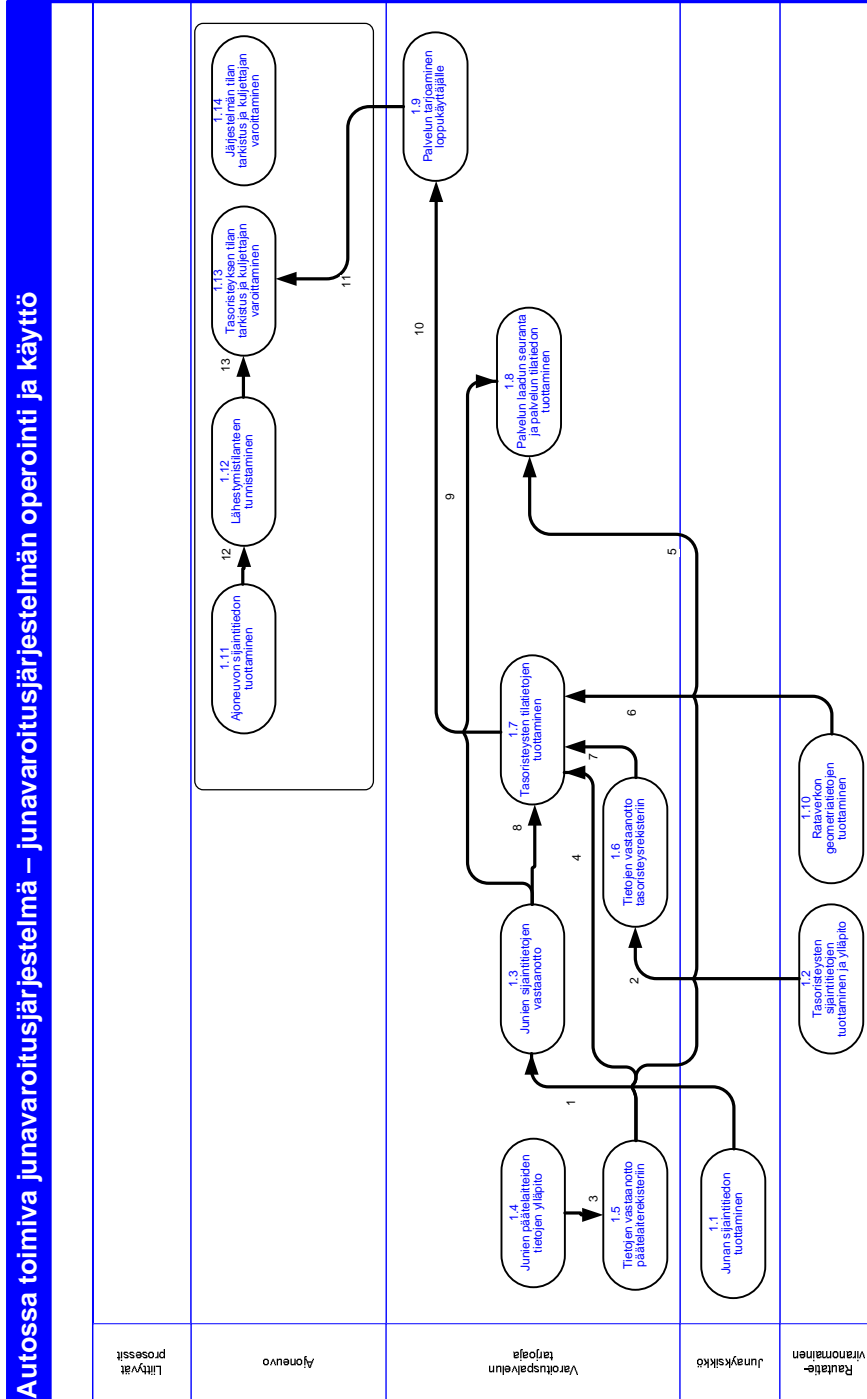 Autossa toimiva junavaroitusjärjestelmä – junavaroitusjärjestelmän operointi ja käyttö
Liittyvät
prosessit
Ajoneuvo
1.11
Ajoneuvon sijaintitiedon
tuottaminen
12
1.12
Lähestymistilanteen
tunnistaminen
13
1.13
Tasoristeyksen tilan
tarkistus ja kuljettajan
varoittaminen
1.14
Järjestelmän tilan
tarkistus ja kuljettajan
varoittaminen
11
Varoituspalvelun
tarjoaja
1.4
Junien päätelaitteiden
tietojen ylläpito
3
1.5
Tietojen vastaanotto
päätelaiterekisteriin
1
1.3
Junien sijaintitietojen
vastaanotto
8
4
2
1.6
Tietojen vastaanotto
tasoristeysrekisteriin
7
1.7
Tasoristeysten tilatietojen
tuottaminen
6
9
10
5
1.8
Palvelun laadun seuranta
ja palvelun tilatiedon
tuottaminen
1.9
Palvelun tarjoaminen
loppukäyttäjälle
Junayksikkö
1.1
Junan sijaintitiedon
tuottaminen
Rautatie-
viranomainen
1.2
Tasoristeysten
sijaintitietojen
tuottaminen ja ylläpito
1.10
Rataverkon
geometriatietojen
tuottaminen